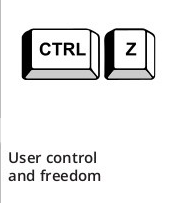 CTRL Z
User control
and freedom